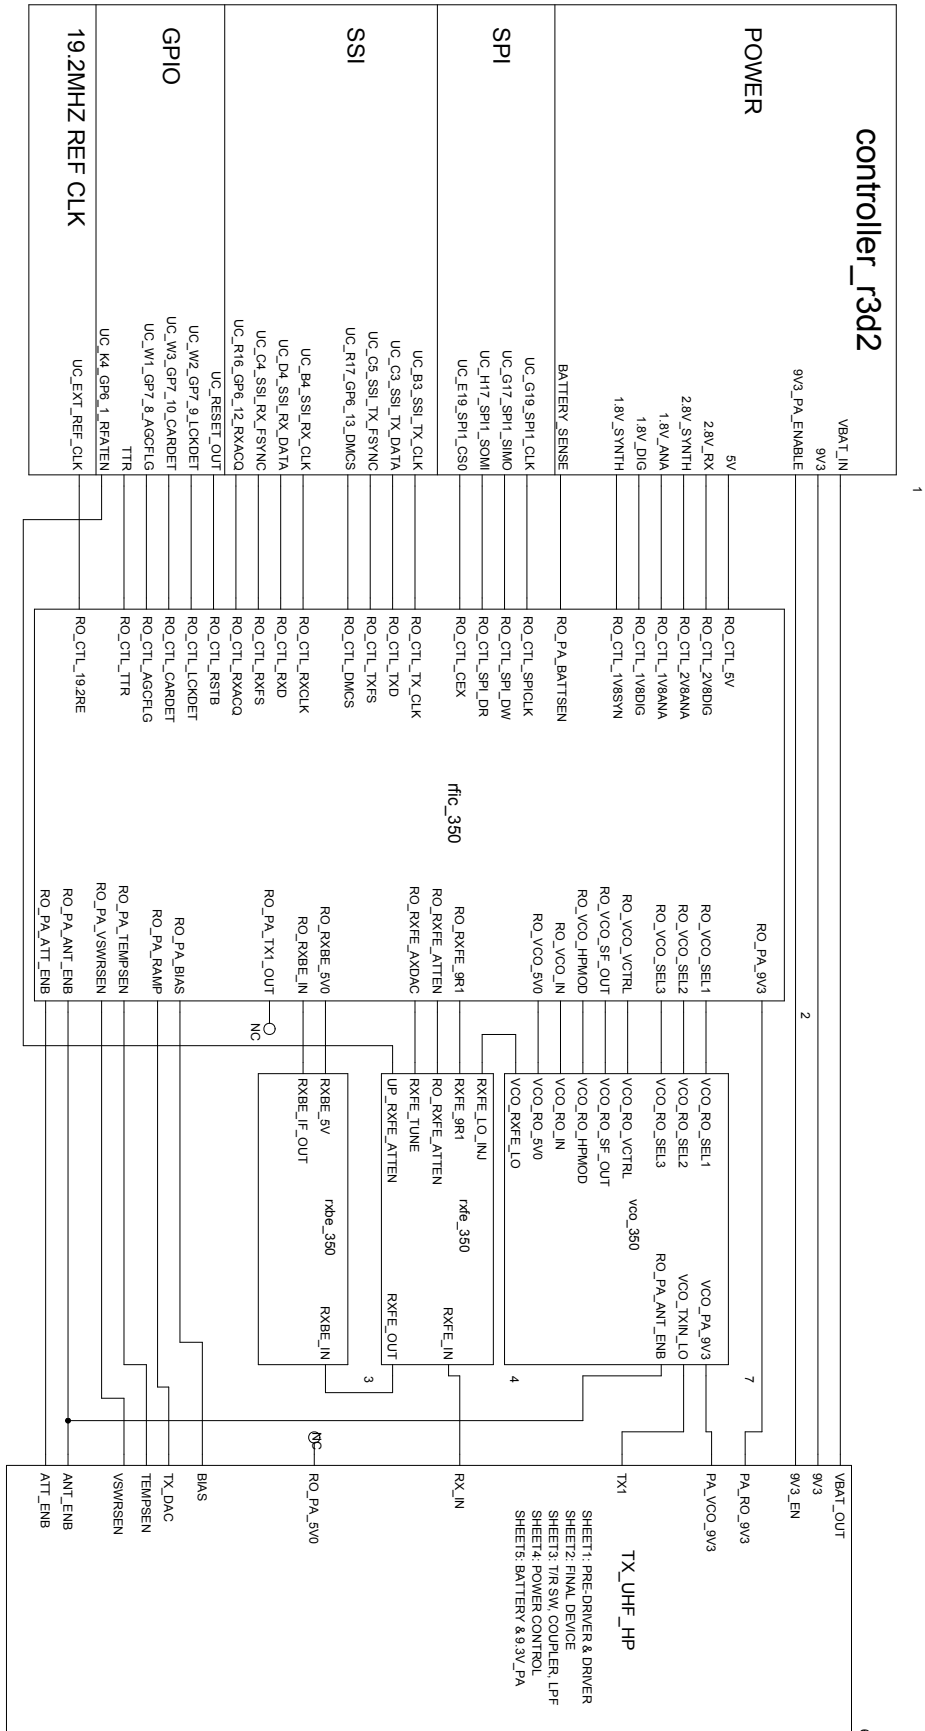 controller_r3d2
POWER
SPI
SSI
GPIO
19.2MHZ REF CLK
VBAT_IN
9V3
9V3_PA_ENABLE
5V
2.8V_RX
2.8V_SYNTH
1.8V_ANA
1.8V_DIG
1.8V_SYNTH
BATTERY_SENSE
UC_G19_SPI1_CLK
UC_G17_SPI1_SIMO
UC_H17_SPI1_SOMI
UC_E19_SPI1_CS0
UC_B3_SSI_TX_CLK
UC_C3_SSI_TX_DATA
UC_C5_SSI_TX_FSYNC
UC_R17_GP6_13_DMCS
UC_B4_SSI_RX_CLK
UC_D4_SSI_RX_DATA
UC_C4_SSI_RX_FSYNC
UC_R16_GP6_12_RXACQ
UC_RESET_OUT
UC_W2_GP7_9_LCKDET
UC_W3_GP7_10_CARDET
UC_W1_GP7_8_AGCFLG
TTR
UC_K4_GP6_1_RFATEN
UC_EXT_REF_CLK
1
RO_CTL_5V
RO_CTL_2V8DIG
RO_CTL_2V8ANA
RO_CTL_1V8ANA
RO_CTL_1V8DIG
RO_CTL_1V8SYN
RO_PA_BATTSEN
RO_CTL_SPICLK
RO_CTL_SPI_DW
RO_CTL_SPI_DR
RO_CTL_CEX
RO_CTL_TX_CLK
RO_CTL_TXD
RO_CTL_TXFS
RO_CTL_DMCS
RO_CTL_RXCLK
RO_CTL_RXD
RO_CTL_RXFS
RO_CTL_RXACQ
RO_CTL_RSTB
RO_CTL_LCKDET
RO_CTL_CARDET
RO_CTL_AGCFLG
RO_CTL_TTR
RO_CTL_19.2RE
rfic_350
RO_PA_9V3
RO_VCO_SEL1
RO_VCO_SEL2
RO_VCO_SEL3
RO_VCO_VCTRL
RO_VCO_SF_OUT
RO_VCO_HPMOD
RO_VCO_IN
RO_VCO_5V0
RO_RXFE_9R1
RO_RXFE_ATTEN
RO_RXFE_AXDAC
RO_RXBE_5V0
RO_RXBE_IN
RO_PA_TX1_OUT
RO_PA_BIAS
RO_PA_RAMP
RO_PA_TEMPSEN
RO_PA_VSWRSEN
RO_PA_ANT_ENB
RO_PA_ATT_ENB
2
NC
VCO_RO_SEL1
VCO_RO_SEL2
VCO_RO_SEL3
VCO_RO_VCTRL
VCO_RO_SF_OUT
VCO_RO_HPMOD
VCO_RO_IN
VCO_RO_5V0
VCO_RXFE_LO
vco_350
VCO_PA_9V3
VCO_TXIN_LO
RO_PA_ANT_ENB
7
RXFE_LO_INJ
RXFE_9R1
RO_RXFE_ATTEN
RXFE_TUNE
UP_RXFE_ATTEN
rxfe_350
RXFE_IN
RXFE_OUT
4
RXBE_5V
RXBE_IF_OUT
rxbe_350
RXBE_IN
3
NC
VBAT_OUT
9V3
9V3_EN
PA_RO_9V3
PA_VCO_9V3
TX1
RX_IN
RO_PA_5V0
BIAS
TX_DAC
TEMPSEN
VSWRSEN
ANT_ENB
ATT_ENB
TX_UHF_HP
SHEET1: PRE-DRIVER & DRIVER
SHEET2: FINAL DEVICE
SHEET3: T/R SW, COUPLER, LPF
SHEET4: POWER CONTROL
SHEET5: BATTERY & 9.3V_PA